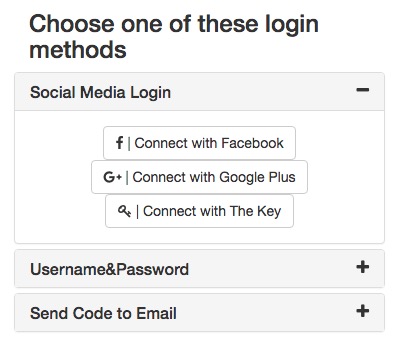 Choose one of these login
methods
Social Media Login
| Connect with Facebook
G+ | Connect with Google Plus
| Connect with The Key
Username&Password
Send Code to Email